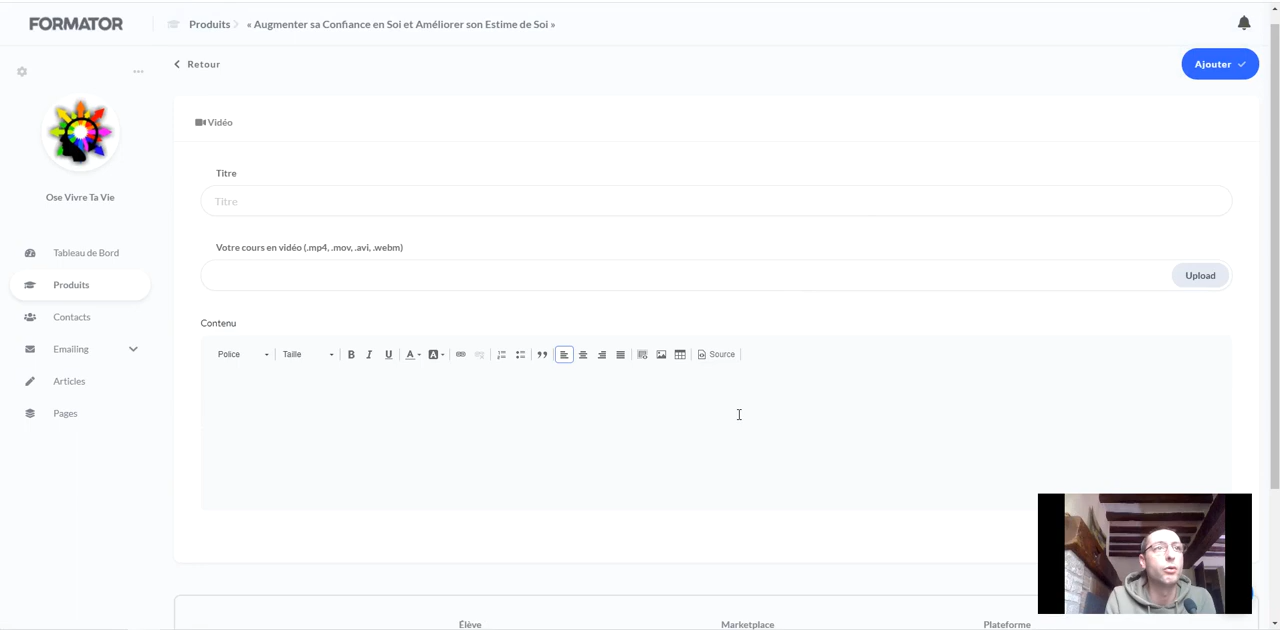 FORMATOR
Produits
« Augmenter sa Confiance en Soi et Améliorer son Estime de Soi »
Retour
Ajouter
Vidéo
Ose Vivre Ta Vie
Tableau de Bord
Produits
Contacts
Emailing
Articles
Pages
Titre
Titre
Votre cours en vidéo (.mp4, .mov, .avi, .webm)
Upload
Contenu
Police Taille B I U A A Source
Élève Marketplace Plateforme